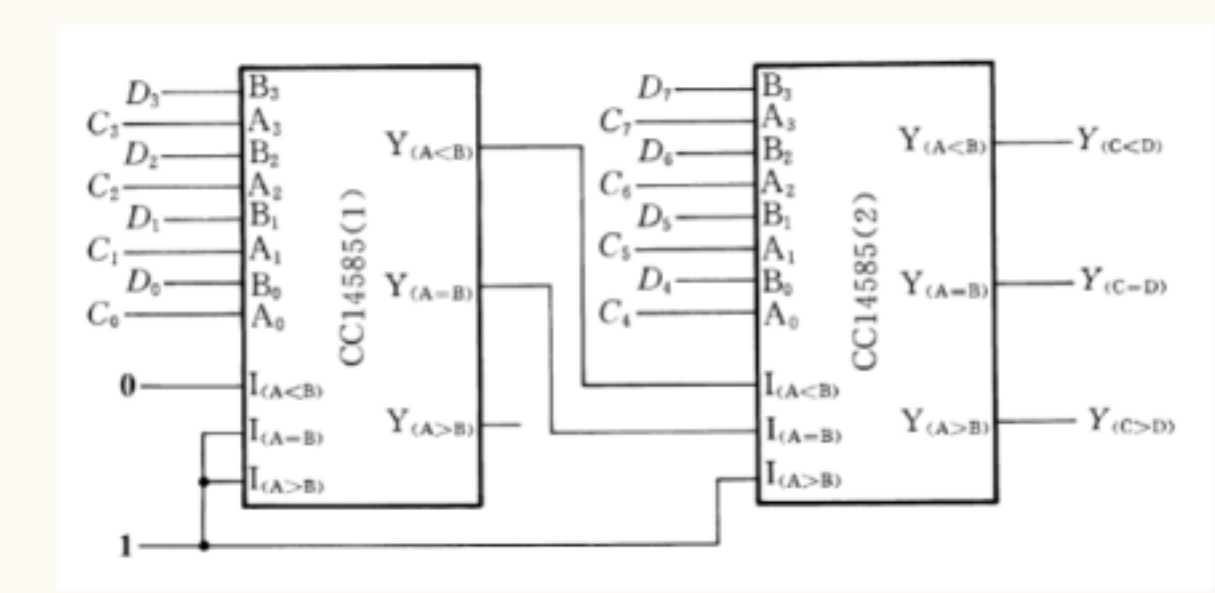 D₃ B₃
C₃ A₃
D₂ B₂
C₂ A₂
D₁ B₁
C₁ A₁
D₀ B₀
C₀ A₀
0 I(A<B)
I(A=B)
I(A>B)
1
CC14585(1)
Y(A<B)
Y(A=B)
Y(A>B)
D₇ B₃
C₇ A₃
D₆ B₂
C₆ A₂
D₅ B₁
C₅ A₁
D₄ B₀
C₄ A₀
I(A<B)
I(A=B)
I(A>B)
CC14585(2)
Y(A<B) Y(C<D)
Y(A=B) Y(C=D)
Y(A>B) Y(C>D)